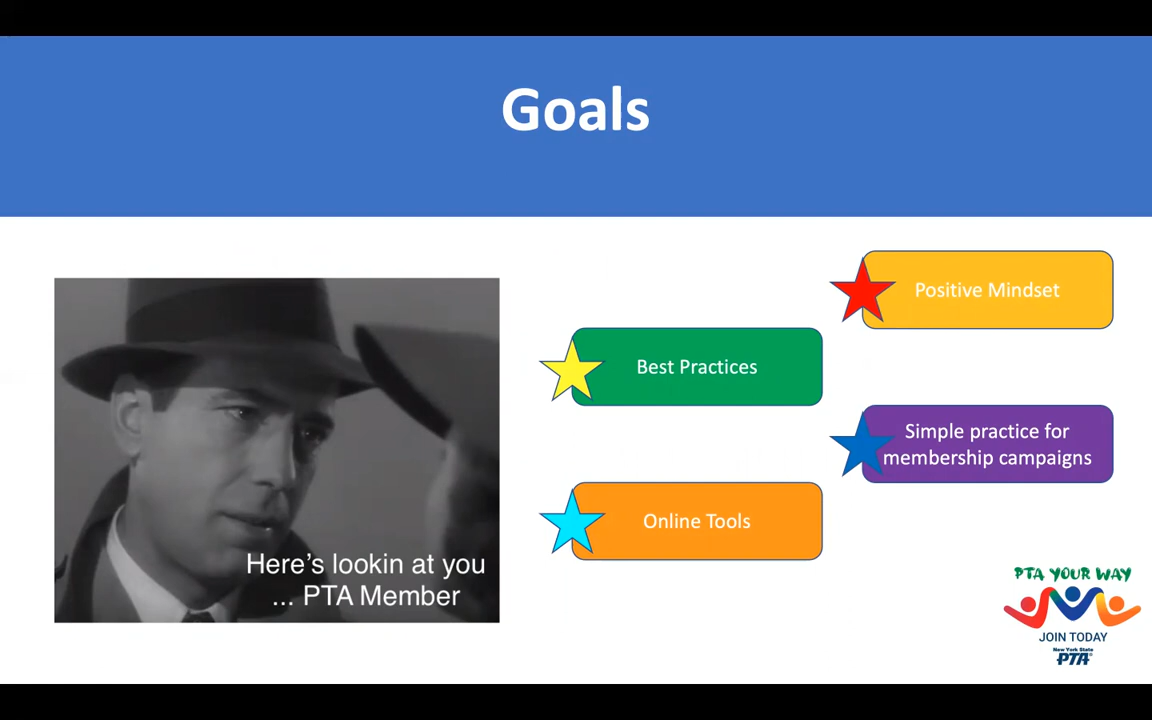 Goals
Positive Mindset
Best Practices
Simple practice for
membership campaigns
Online Tools
Here's lookin at you
... PTA Member
PTA YOUR WAY
JOIN TODAY
New York State
PTA®